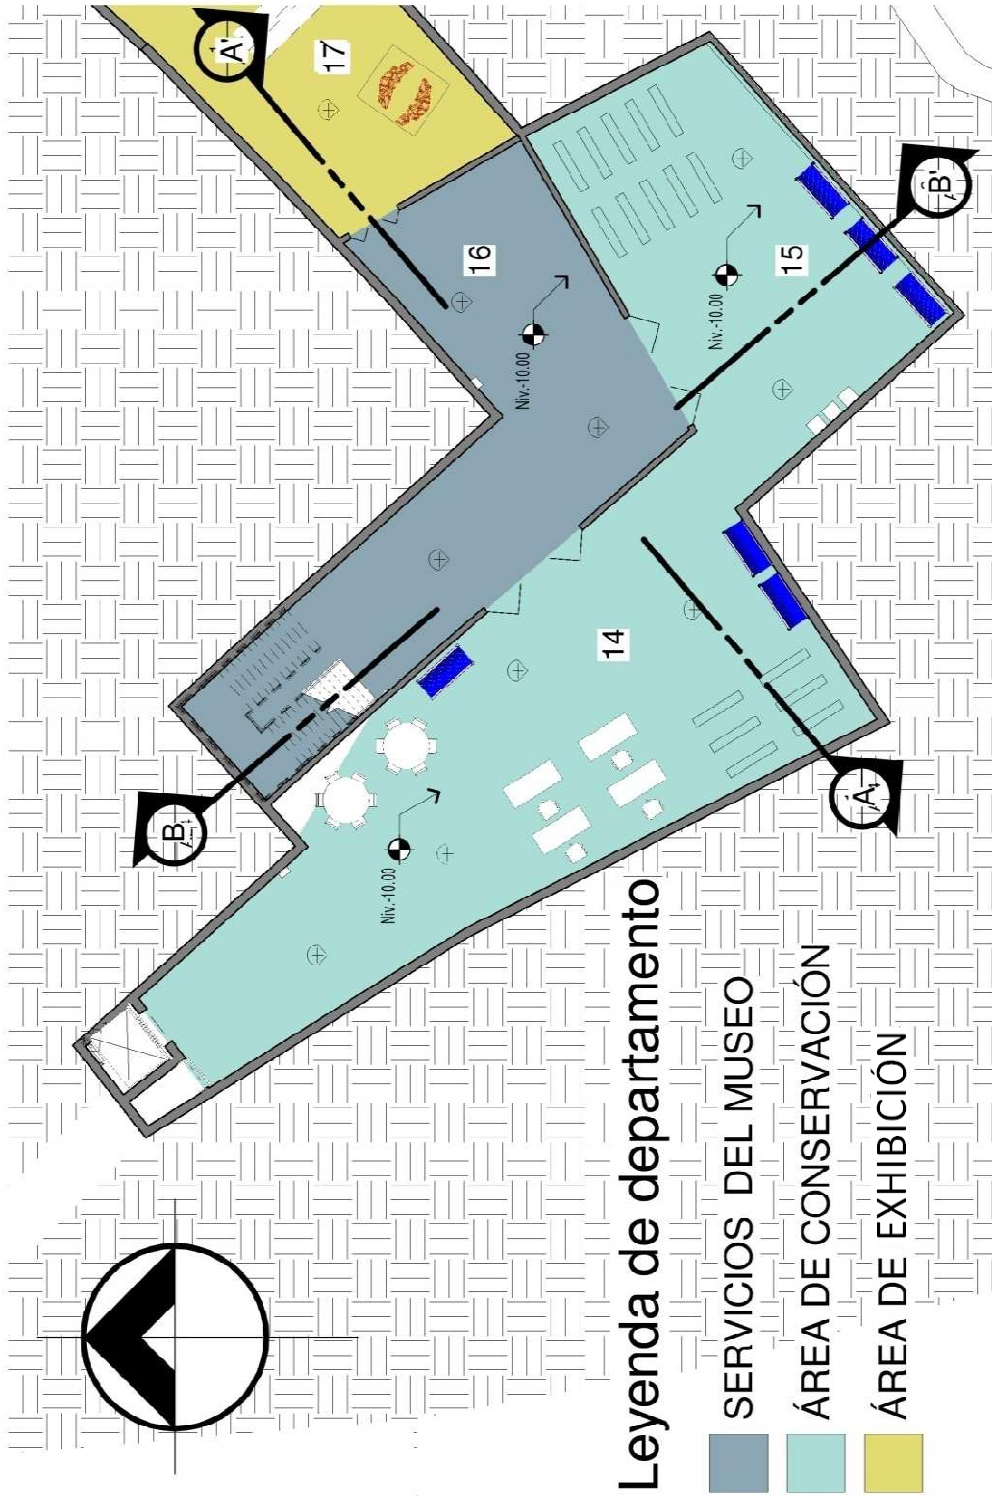 A'
17
16
15
B'
Niv.-10.00
Niv.-10.00
14
B
A
Niv.-10.00
Leyenda de departamento
SERVICIOS DEL MUSEO
ÁREA DE CONSERVACIÓN
ÁREA DE EXHIBICIÓN